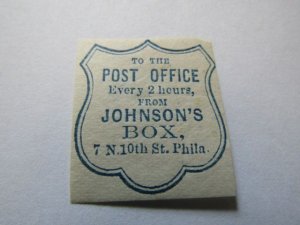 TO THE
POST OFFICE
Every 2 hours,
FROM
JOHNSON'S
BOX,
7 N.10th St. Phila.